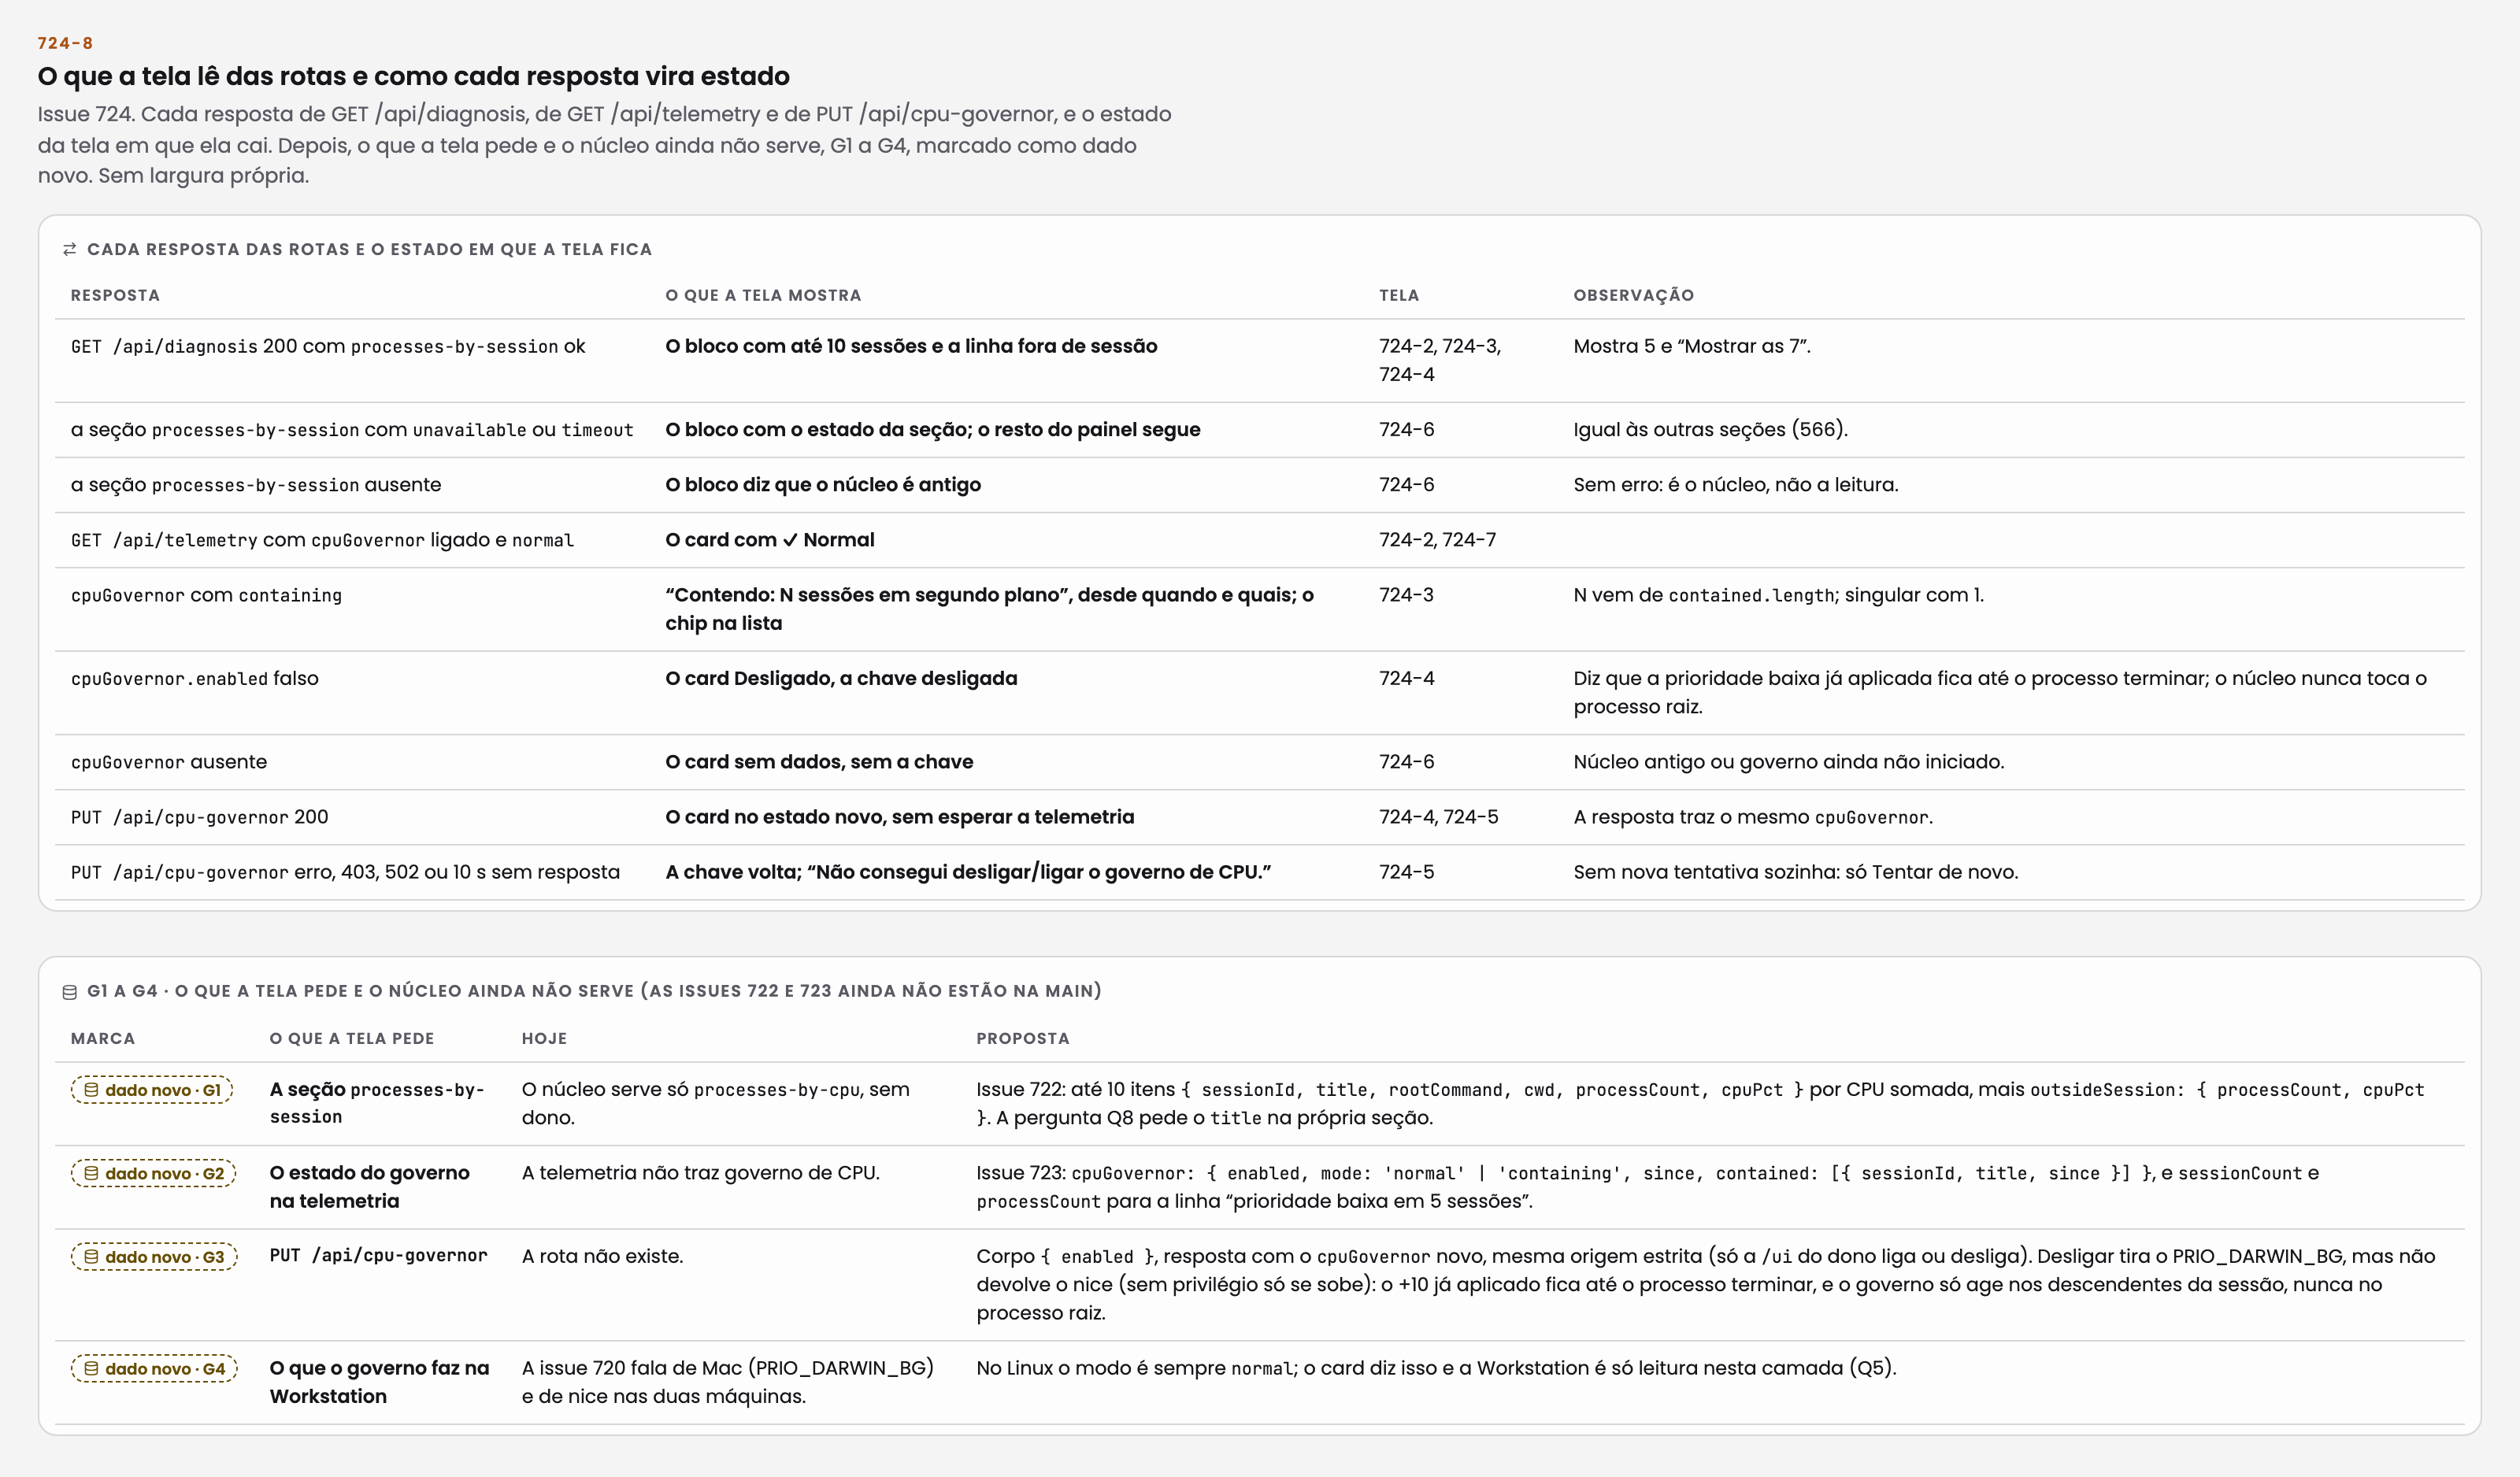 724-8
O que a tela lê das rotas e como cada resposta vira estado
Issue 724. Cada resposta de GET /api/diagnosis, de GET /api/telemetry e de PUT /api/cpu-governor, e o estado
da tela em que ela cai. Depois, o que a tela pede e o núcleo ainda não serve, G1 a G4, marcado como dado
novo. Sem largura própria.
CADA RESPOSTA DAS ROTAS E O ESTADO EM QUE A TELA FICA
RESPOSTA O QUE A TELA MOSTRA TELA OBSERVAÇÃO
GET /api/diagnosis 200 com processes-by-session ok O bloco com até 10 sessões e a linha fora de sessão 724-2, 724-3, Mostra 5 e “Mostrar as 7”.
724-4
a seção processes-by-session com unavailable ou timeout O bloco com o estado da seção; o resto do painel segue 724-6 Igual às outras seções (566).
a seção processes-by-session ausente O bloco diz que o núcleo é antigo 724-6 Sem erro: é o núcleo, não a leitura.
GET /api/telemetry com cpuGovernor ligado e normal O card com ✓ Normal 724-2, 724-7
cpuGovernor com containing “Contendo: N sessões em segundo plano”, desde quando e quais; o 724-3 N vem de contained.length; singular com 1.
chip na lista
cpuGovernor.enabled falso O card Desligado, a chave desligada 724-4 Diz que a prioridade baixa já aplicada fica até o processo terminar; o núcleo nunca toca o
processo raiz.
cpuGovernor ausente O card sem dados, sem a chave 724-6 Núcleo antigo ou governo ainda não iniciado.
PUT /api/cpu-governor 200 O card no estado novo, sem esperar a telemetria 724-4, 724-5 A resposta traz o mesmo cpuGovernor.
PUT /api/cpu-governor erro, 403, 502 ou 10 s sem resposta A chave volta; “Não consegui desligar/ligar o governo de CPU.” 724-5 Sem nova tentativa sozinha: só Tentar de novo.
G1 A G4 · O QUE A TELA PEDE E O NÚCLEO AINDA NÃO SERVE (AS ISSUES 722 E 723 AINDA NÃO ESTÃO NA MAIN)
MARCA O QUE A TELA PEDE HOJE PROPOSTA
dado novo · G1 A seção processes-by- O núcleo serve só processes-by-cpu, sem Issue 722: até 10 itens { sessionId, title, rootCommand, cwd, processCount, cpuPct } por CPU somada, mais outsideSession: { processCount, cpuPct
session dono. }. A pergunta Q8 pede o title na própria seção.
dado novo · G2 O estado do governo A telemetria não traz governo de CPU. Issue 723: cpuGovernor: { enabled, mode: 'normal' | 'containing', since, contained: [{ sessionId, title, since }] }, e sessionCount e
na telemetria processCount para a linha “prioridade baixa em 5 sessões”.
dado novo · G3 PUT /api/cpu-governor A rota não existe. Corpo { enabled }, resposta com o cpuGovernor novo, mesma origem estrita (só a /ui do dono liga ou desliga). Desligar tira o PRIO_DARWIN_BG, mas não
devolve o nice (sem privilégio só se sobe): o +10 já aplicado fica até o processo terminar, e o governo só age nos descendentes da sessão, nunca no
processo raiz.
dado novo · G4 O que o governo faz na A issue 720 fala de Mac (PRIO_DARWIN_BG) No Linux o modo é sempre normal; o card diz isso e a Workstation é só leitura nesta camada (Q5).
Workstation e de nice nas duas máquinas.